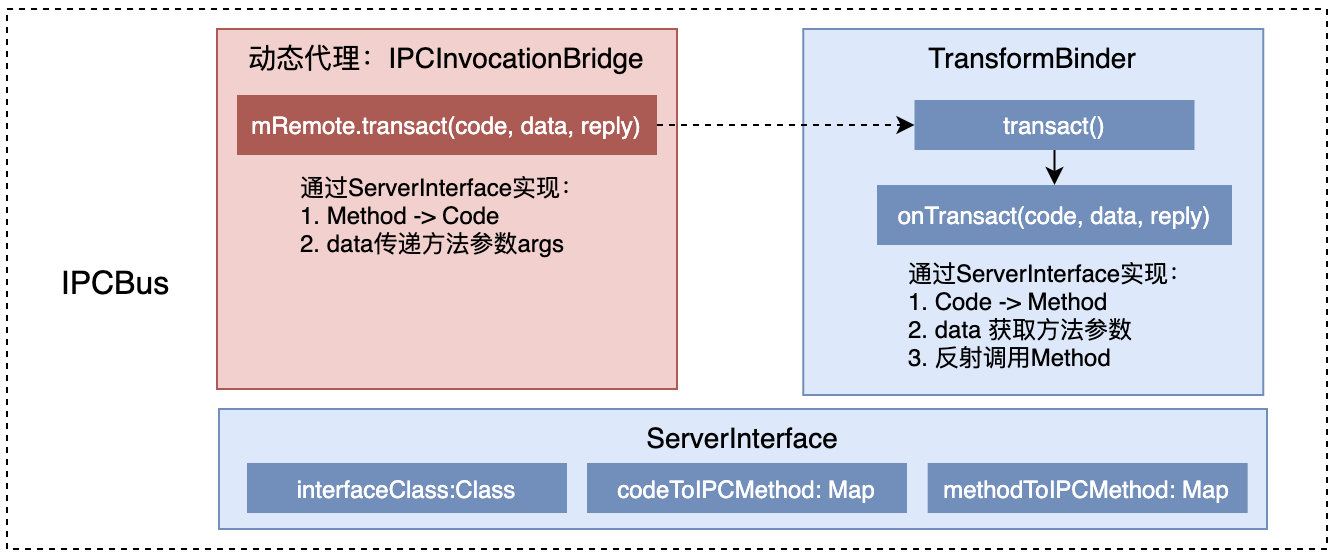 IPCBus
动态代理：IPCInvocationBridge
mRemote.transact(code, data, reply)
通过ServerInterface实现：
1. Method -> Code
2. data传递方法参数args
TransformBinder
transact()
onTransact(code, data, reply)
通过ServerInterface实现：
1. Code -> Method
2. data 获取方法参数
3. 反射调用Method
ServerInterface
interfaceClass:Class
codeToIPCMethod: Map
methodToIPCMethod: Map